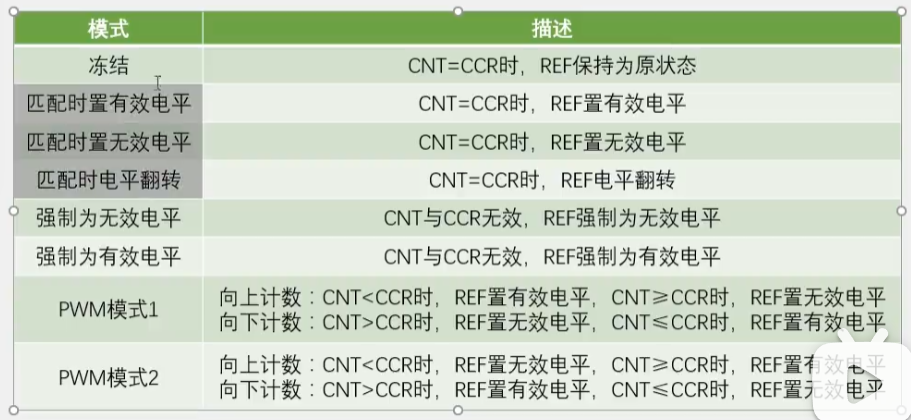 模式 描述
冻结 CNT=CCR时，REF保持为原状态
匹配时置有效电平 CNT=CCR时，REF置有效电平
匹配时置无效电平 CNT=CCR时，REF置无效电平
匹配时电平翻转 CNT=CCR时，REF电平翻转
强制为无效电平 CNT与CCR无效，REF强制为无效电平
强制为有效电平 CNT与CCR无效，REF强制为有效电平
PWM模式1
向上计数：CNT<CCR时，REF置有效电平，CNT≥CCR时，REF置无效电平
向下计数：CNT>CCR时，REF置无效电平，CNT≤CCR时，REF置有效电平
PWM模式2
向上计数：CNT<CCR时，REF置无效电平，CNT≥CCR时，REF置有效电平
向下计数：CNT>CCR时，REF置有效电平，CNT≤CCR时，REF置无效电平